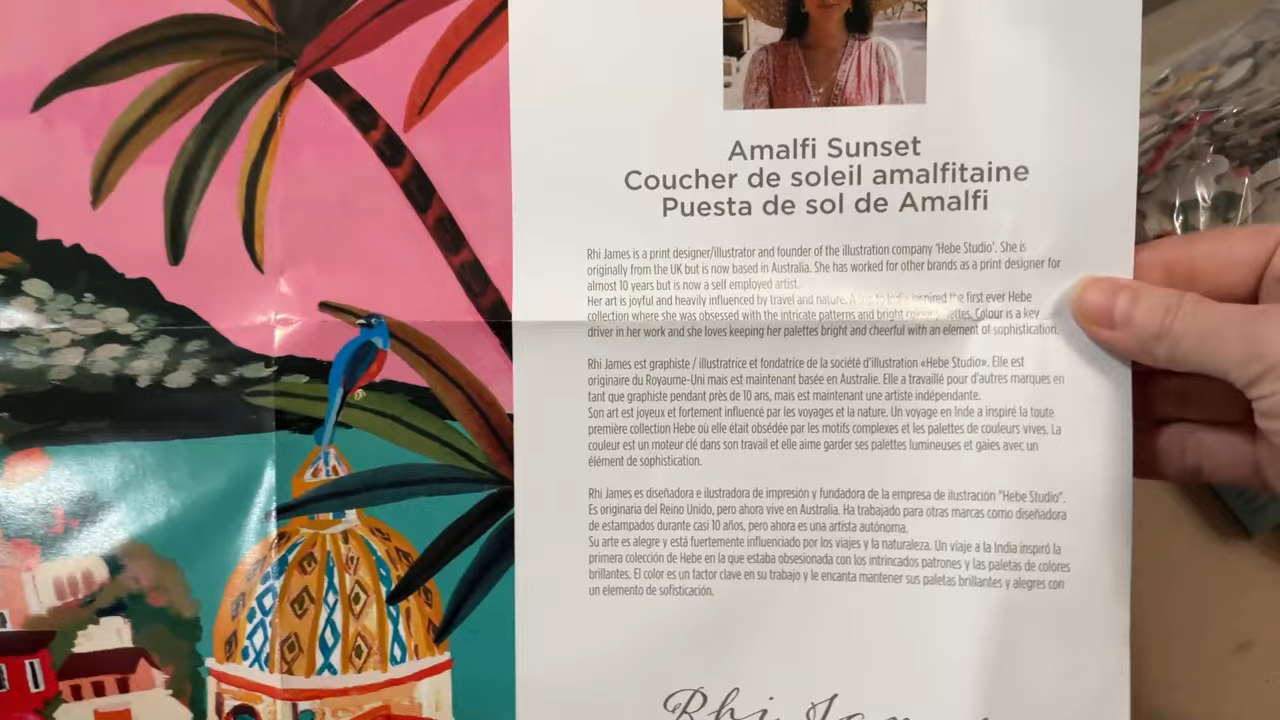 Amalfi Sunset
Coucher de soleil amalfitaine
Puesta de sol de Amalfi
Rhi James is a print designer/illustrator and founder of the illustration company 'Hebe Studio'. She is
originally from the UK but is now based in Australia. She has worked for other brands as a print designer for
almost 10 years but is now a self employed artist.
Her art is joyful and heavily influenced by travel and nature. A trip to India inspired the first ever Hebe
collection where she was obsessed with the intricate patterns and bright colour palettes. Colour is a key
driver in her work and she loves keeping her palettes bright and cheerful with an element of sophistication.
Rhi James est graphiste / illustratrice et fondatrice de la société d'illustration «Hebe Studio». Elle est
originaire du Royaume-Uni mais est maintenant basée en Australie. Elle a travaillé pour d'autres marques en
tant que graphiste pendant près de 10 ans, mais est maintenant une artiste indépendante.
Son art est joyeux et fortement influencé par les voyages et la nature. Un voyage en Inde a inspiré la toute
première collection Hebe où elle était obsédée par les motifs complexes et les palettes de couleurs vives. La
couleur est un moteur clé dans son travail et elle aime garder ses palettes lumineuses et gaies avec un
élément de sophistication.
Rhi James es diseñadora e ilustradora de impresión y fundadora de la empresa de ilustración "Hebe Studio".
Es originaria del Reino Unido, pero ahora vive en Australia. Ha trabajado para otras marcas como diseñadora
de estampados durante casi 10 años, pero ahora es una artista autónoma.
Su arte es alegre y está fuertemente influenciado por los viajes y la naturaleza. Un viaje a la India inspiró la
primera colección de Hebe en la que estaba obsesionada con los intrincados patrones y las paletas de colores
brillantes. El color es un factor clave en su trabajo y le encanta mantener sus paletas brillantes y alegres con
un elemento de sofisticación.
Rhi